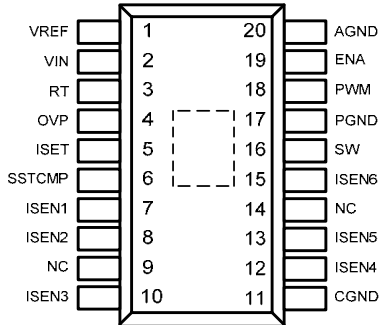 VREF 1 20 AGND
VIN 2 19 ENA
RT 3 18 PWM
OVP 4 17 PGND
ISET 5 16 SW
SSTCMP 6 15 ISEN6
ISEN1 7 14 NC
ISEN2 8 13 ISEN5
NC 9 12 ISEN4
ISEN3 10 11 CGND